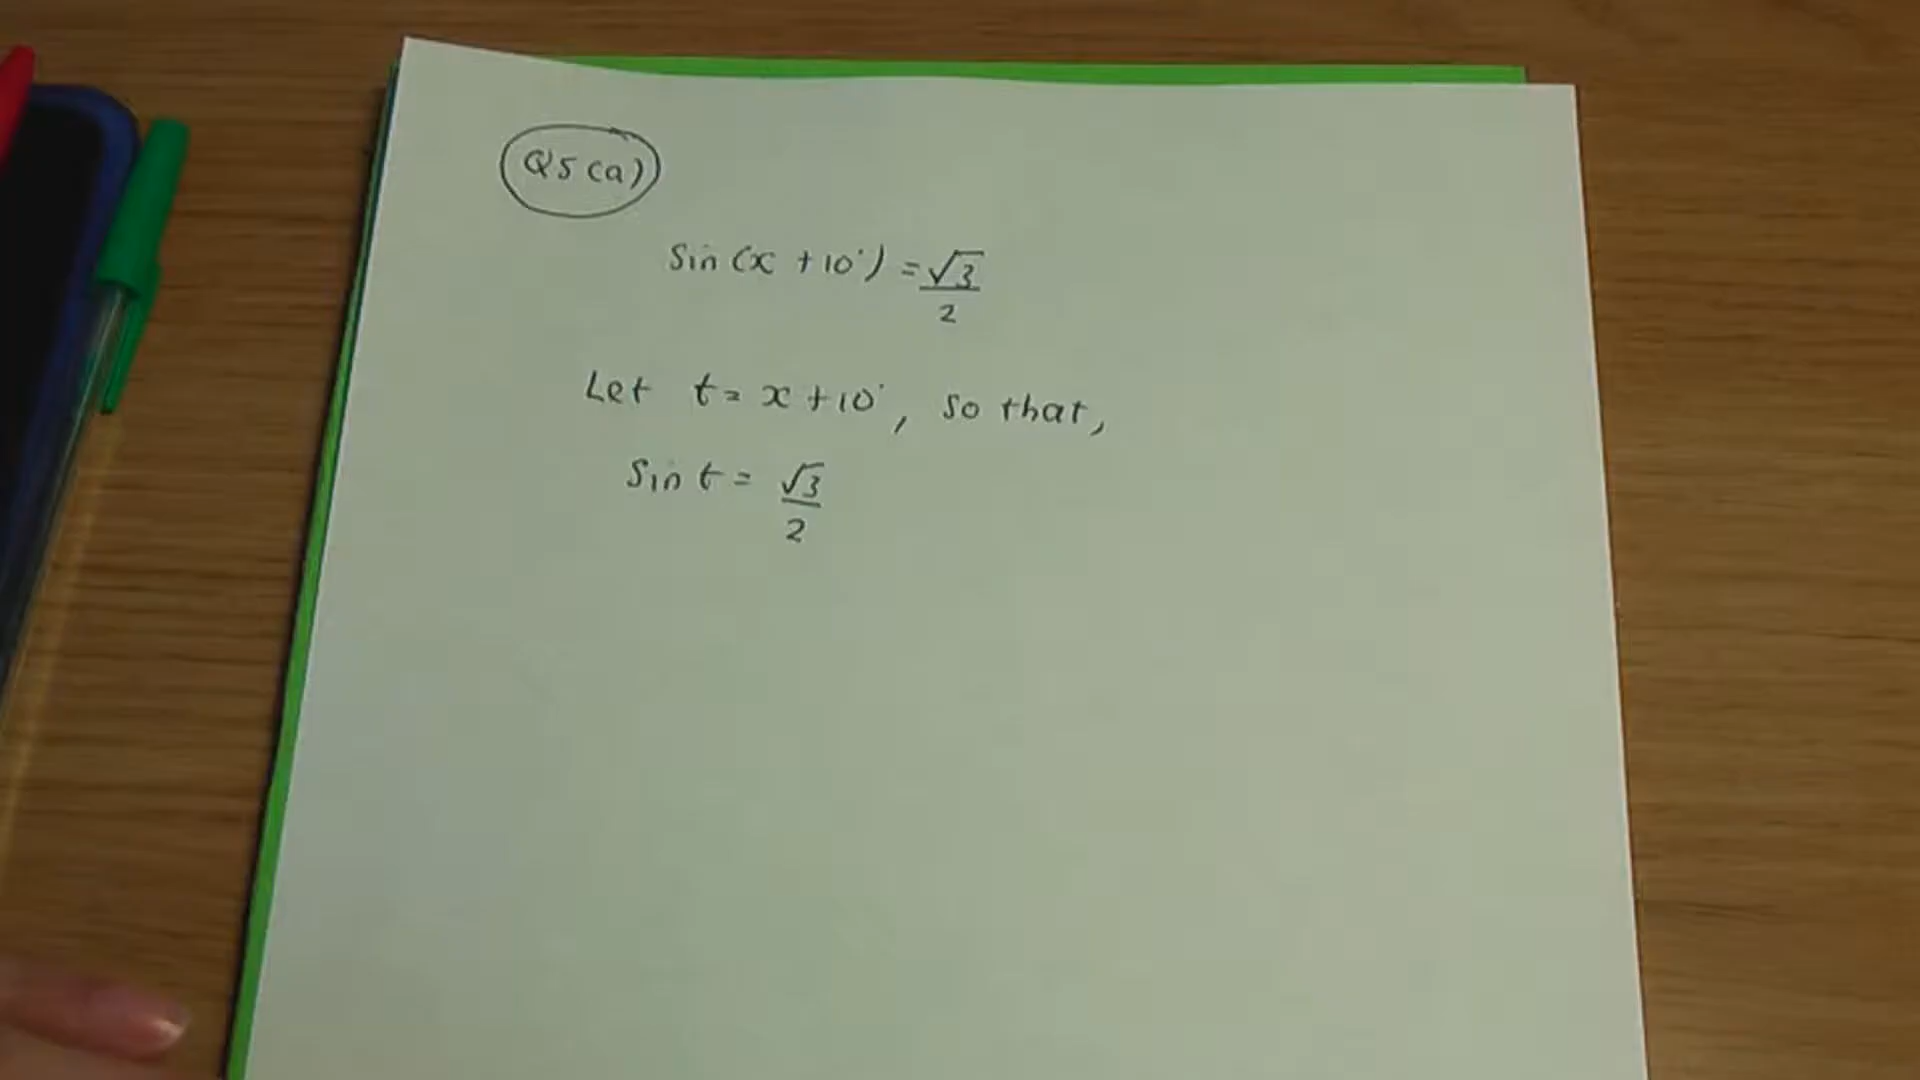 Q5(a)
Sin (x + 10°) = √3/2
Let t = x + 10°, so that,
Sin t = √3/2